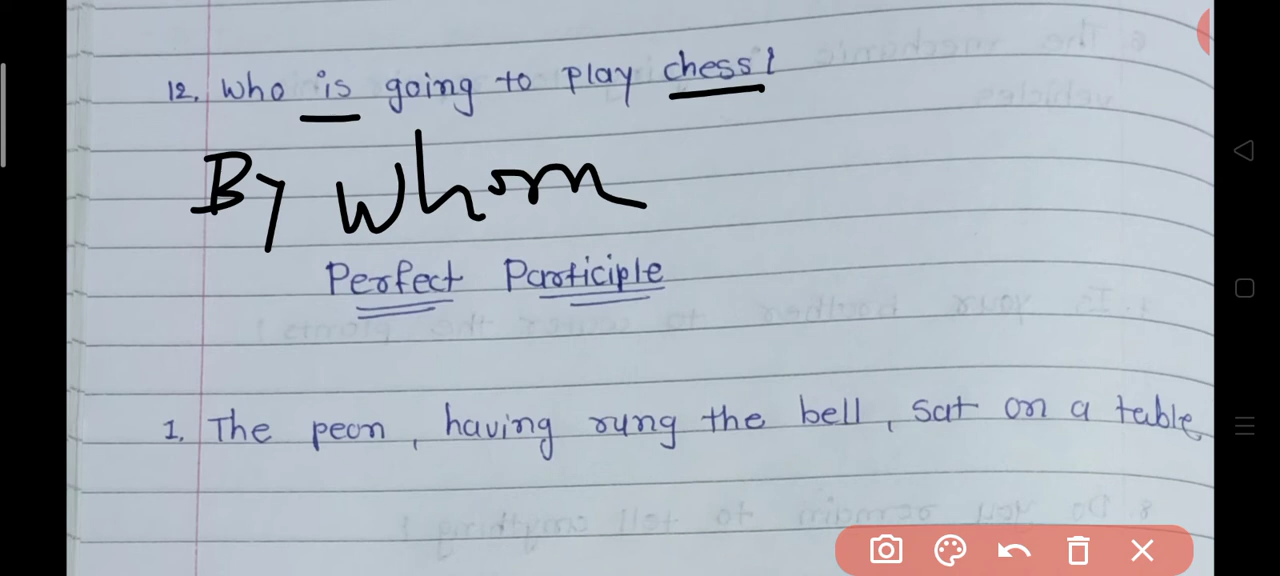 12. Who is going to play chess?
By Whom
Perfect Participle
1. The peon, having rung the bell, sat on a table